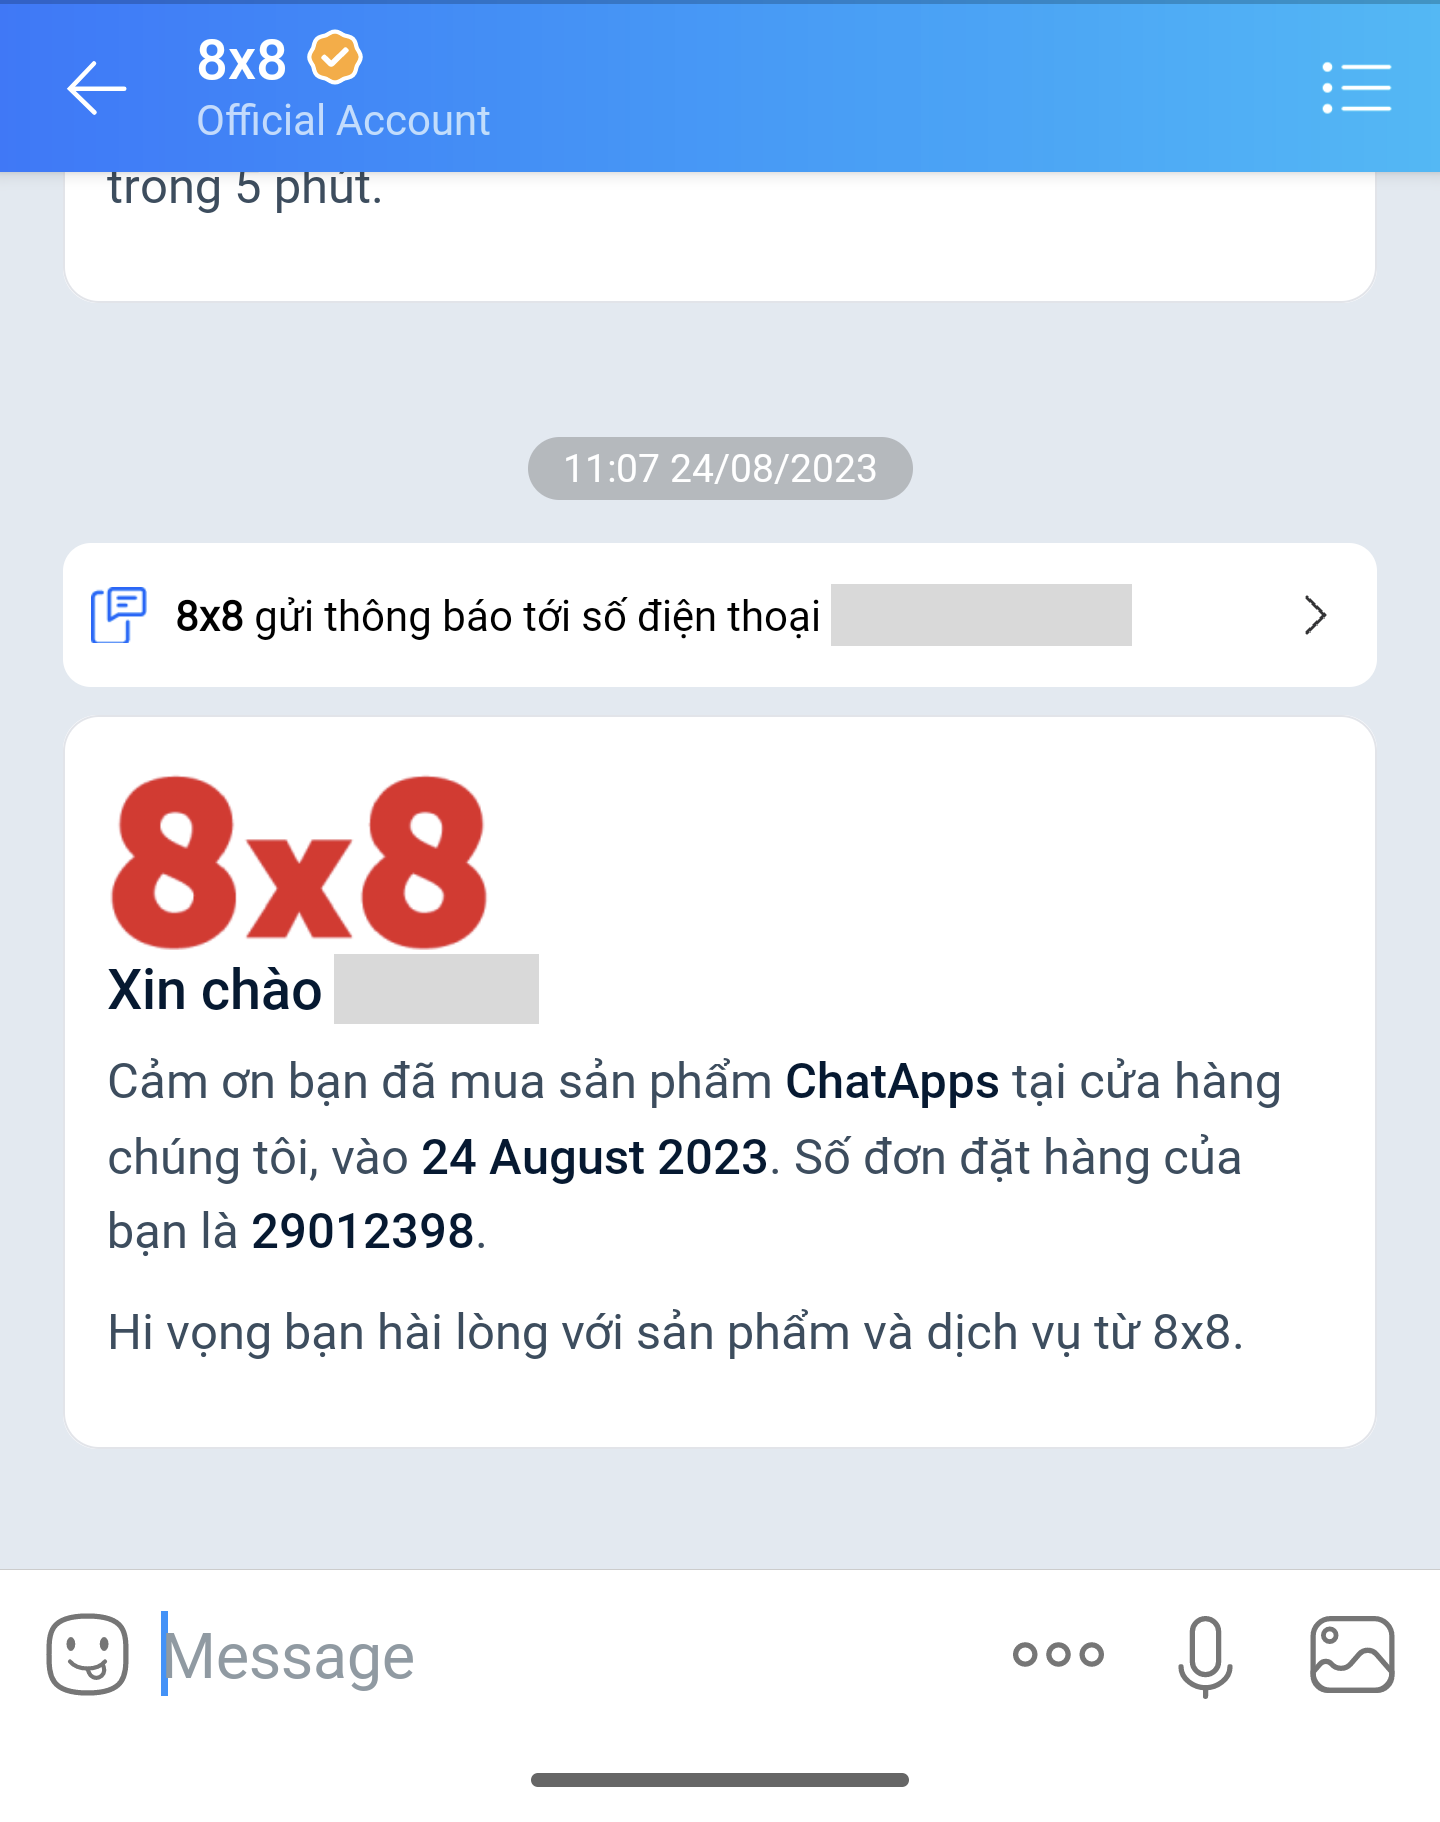 8x8
Official Account
trong 5 phút.
11:07 24/08/2023
8x8 gửi thông báo tới số điện thoại
8x8
Xin chào
Cảm ơn bạn đã mua sản phẩm ChatApps tại cửa hàng
chúng tôi, vào 24 August 2023. Số đơn đặt hàng của
bạn là 29012398.
Hi vọng bạn hài lòng với sản phẩm và dịch vụ từ 8x8.
Message